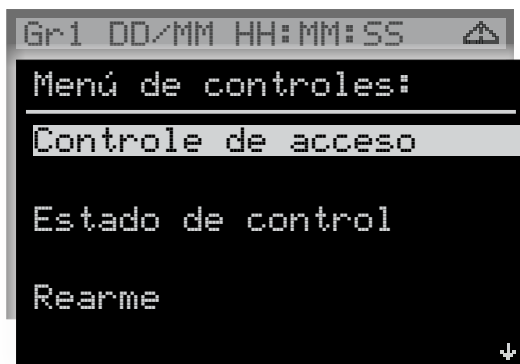 Gr1 DD/MM HH:MM:SS
Menú de controles:
Controle de acceso
Estado de control
Rearme